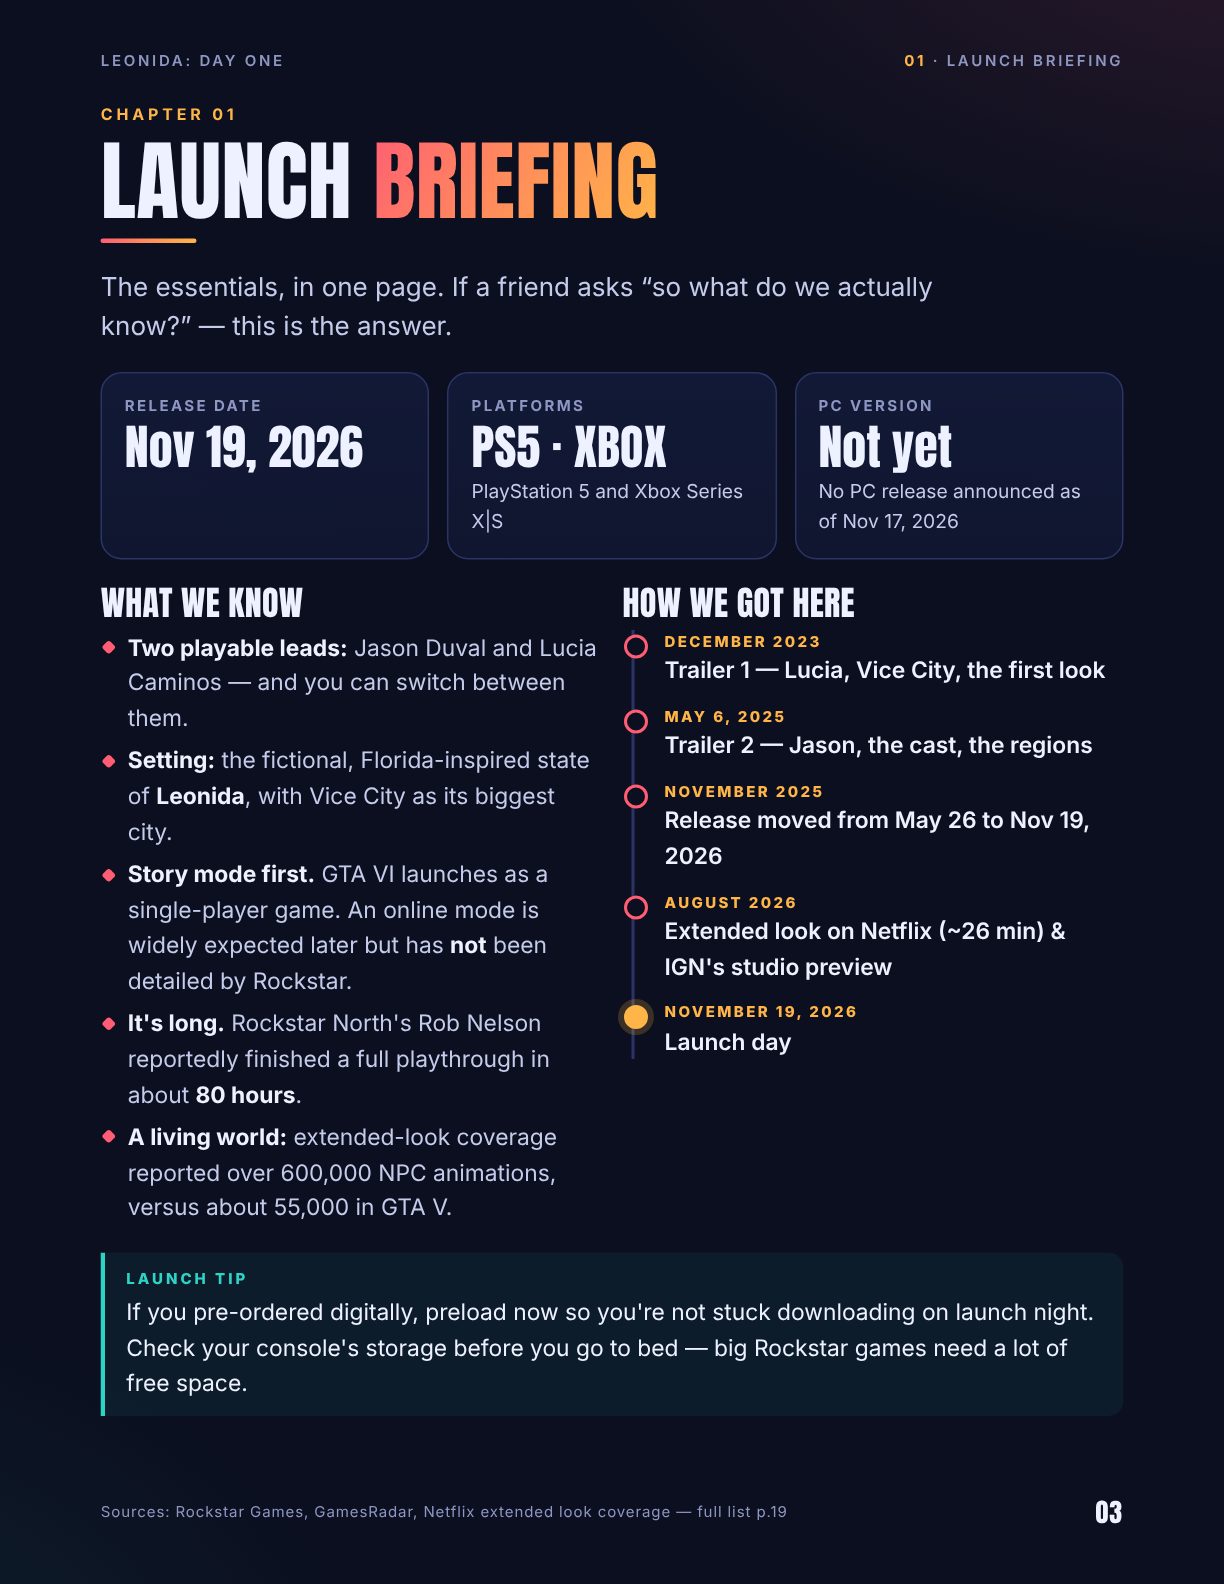 LEONIDA: DAY ONE
01 · LAUNCH BRIEFING
CHAPTER 01
LAUNCH BRIEFING
The essentials, in one page. If a friend asks “so what do we actually
know?” — this is the answer.
RELEASE DATE
Nov 19, 2026
PLATFORMS
PS5 · XBOX
PlayStation 5 and Xbox Series
X|S
PC VERSION
Not yet
No PC release announced as
of Nov 17, 2026
WHAT WE KNOW
Two playable leads: Jason Duval and Lucia
Caminos — and you can switch between
them.
Setting: the fictional, Florida-inspired state
of Leonida, with Vice City as its biggest
city.
Story mode first. GTA VI launches as a
single-player game. An online mode is
widely expected later but has not been
detailed by Rockstar.
It's long. Rockstar North's Rob Nelson
reportedly finished a full playthrough in
about 80 hours.
A living world: extended-look coverage
reported over 600,000 NPC animations,
versus about 55,000 in GTA V.
HOW WE GOT HERE
DECEMBER 2023
Trailer 1 — Lucia, Vice City, the first look
MAY 6, 2025
Trailer 2 — Jason, the cast, the regions
NOVEMBER 2025
Release moved from May 26 to Nov 19,
2026
AUGUST 2026
Extended look on Netflix (~26 min) &
IGN's studio preview
NOVEMBER 19, 2026
Launch day
LAUNCH TIP
If you pre-ordered digitally, preload now so you're not stuck downloading on launch night.
Check your console's storage before you go to bed — big Rockstar games need a lot of
free space.
Sources: Rockstar Games, GamesRadar, Netflix extended look coverage — full list p.19
03